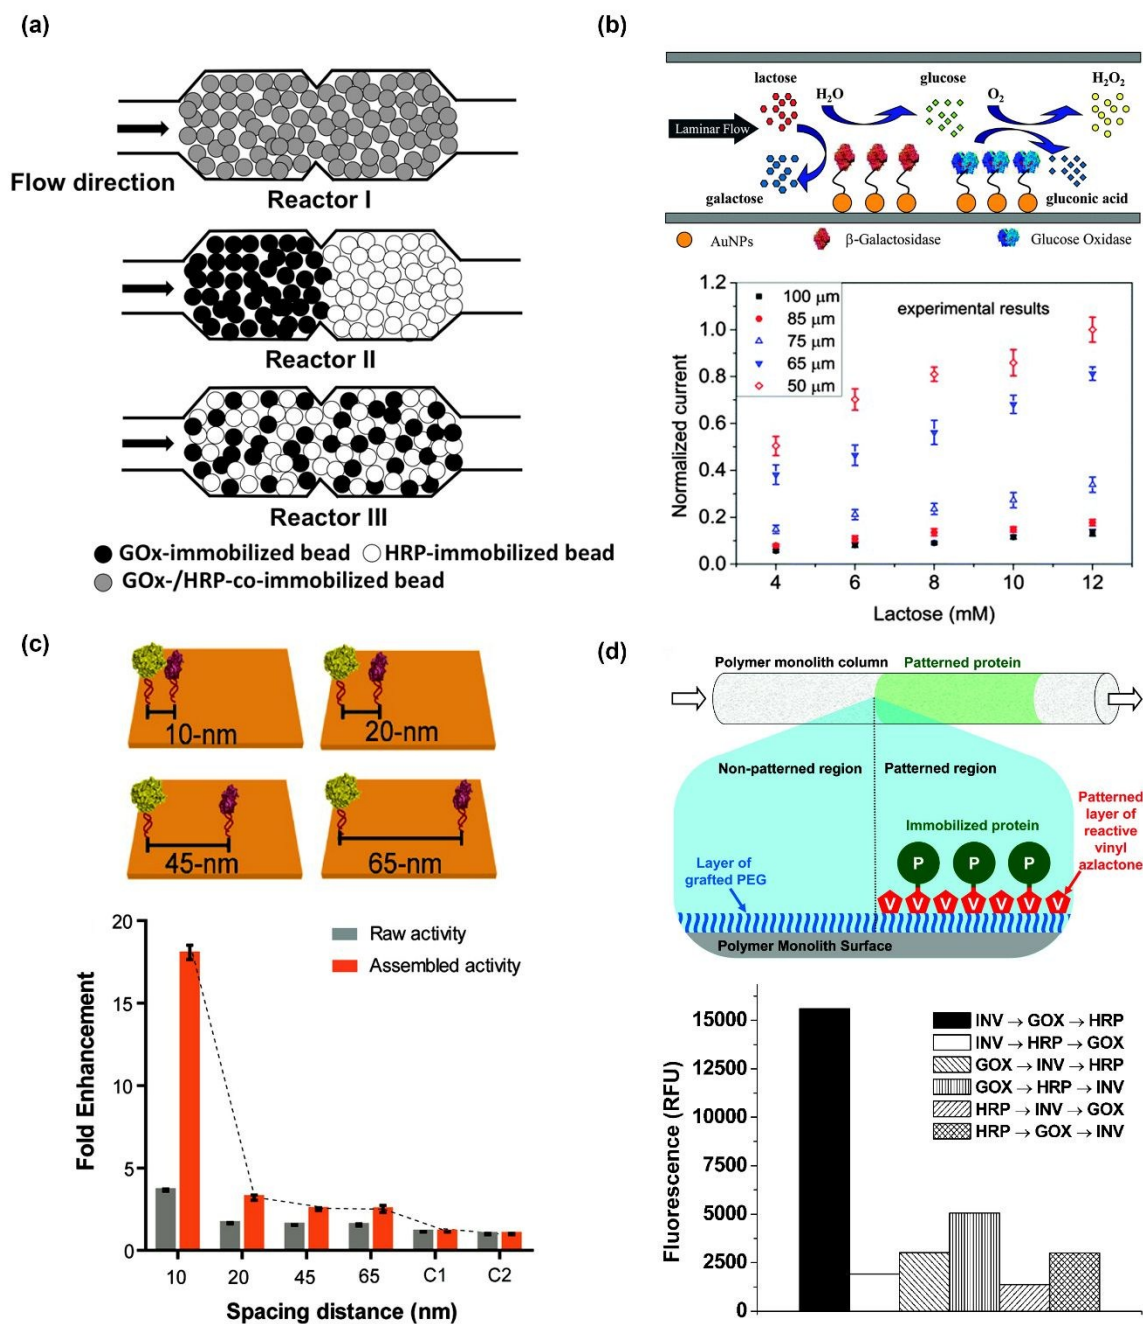 (a)
Flow direction
Reactor I
Reactor II
Reactor III
GOx-immobilized bead HRP-immobilized bead
GOx-/HRP-co-immobilized bead
(b)
lactose glucose H₂O₂
H₂O O₂
Laminar Flow
galactose gluconic acid
AuNPs β-Galactosidase Glucose Oxidase
100 μm experimental results
85 μm
75 μm
65 μm
50 μm
Normalized current
1.2
1.0
0.8
0.6
0.4
0.2
0.0
4 6 8 10 12
Lactose (mM)
(c)
10-nm 20-nm
45-nm 65-nm
Raw activity
Assembled activity
Fold Enhancement
20
15
10
5
0
10 20 45 65 C1 C2
Spacing distance (nm)
(d)
Polymer monolith column Patterned protein
Non-patterned region Patterned region
Patterned
layer of
reactive
vinyl
azlactone
Immobilized protein
P P P
Layer of
grafted PEG
V V V V V V V
Polymer Monolith Surface
Fluorescence (RFU)
15000
12500
10000
7500
5000
2500
0
INV → GOX → HRP
INV → HRP → GOX
GOX → INV → HRP
GOX → HRP → INV
HRP → INV → GOX
HRP → GOX → INV